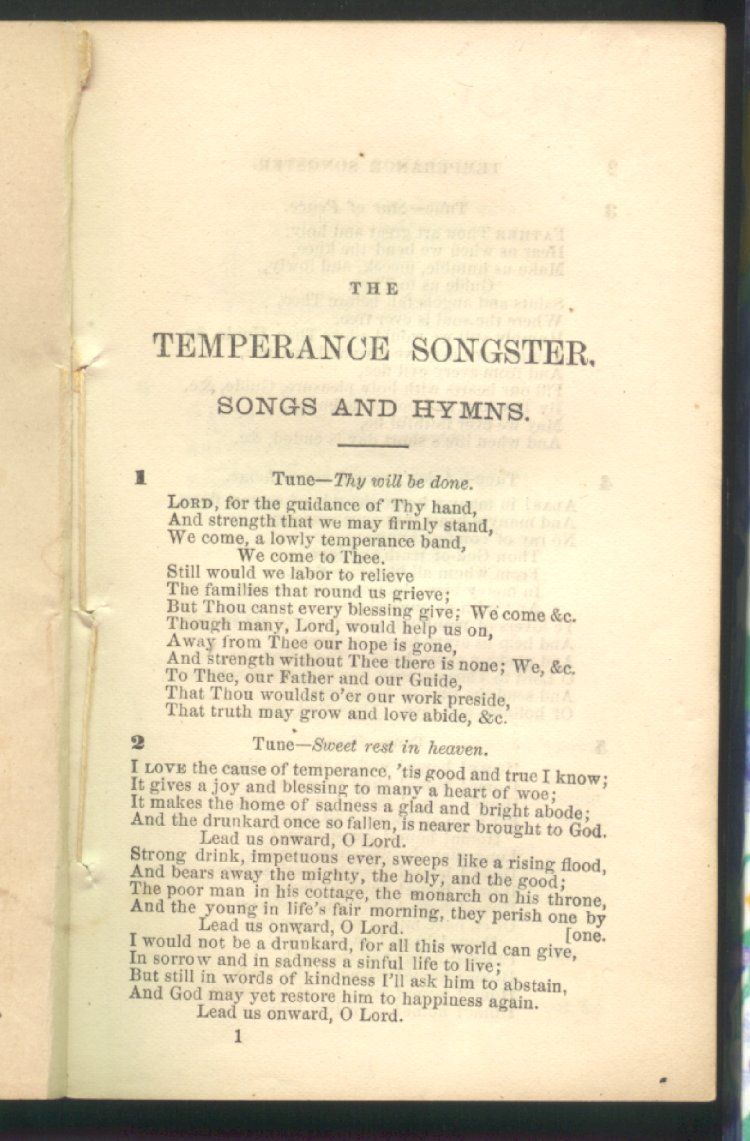 THE
TEMPERANCE SONGSTER.
SONGS AND HYMNS.
1 Tune—Thy will be done.
LORD, for the guidance of Thy hand,
And strength that we may firmly stand,
We come, a lowly temperance band,
We come to Thee.
Still would we labor to relieve
The families that round us grieve;
But Thou canst every blessing give; We come &c.
Though many, Lord, would help us on,
Away from Thee our hope is gone,
And strength without Thee there is none; We, &c.
To Thee, our Father and our Guide,
That Thou wouldst o'er our work preside,
That truth may grow and love abide, &c.
2 Tune—Sweet rest in heaven.
I LOVE the cause of temperance, 'tis good and true I know;
It gives a joy and blessing to many a heart of woe;
It makes the home of sadness a glad and bright abode;
And the drunkard once so fallen, is nearer brought to God.
Lead us onward, O Lord.
Strong drink, impetuous ever, sweeps like a rising flood,
And bears away the mighty, the holy, and the good;
The poor man in his cottage, the monarch on his throne,
And the young in life's fair morning, they perish one by
Lead us onward, O Lord. [one.
I would not be a drunkard, for all this world can give,
In sorrow and in sadness a sinful life to live;
But still in words of kindness I'll ask him to abstain,
And God may yet restore him to happiness again.
Lead us onward, O Lord.
1